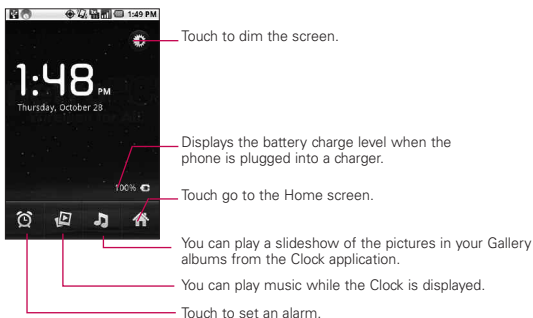 1:49 PM
Touch to dim the screen.
1:48 PM
Thursday, October 28
Displays the battery charge level when the
phone is plugged into a charger.
100%
Touch go to the Home screen.
You can play a slideshow of the pictures in your Gallery
albums from the Clock application.
You can play music while the Clock is displayed.
Touch to set an alarm.